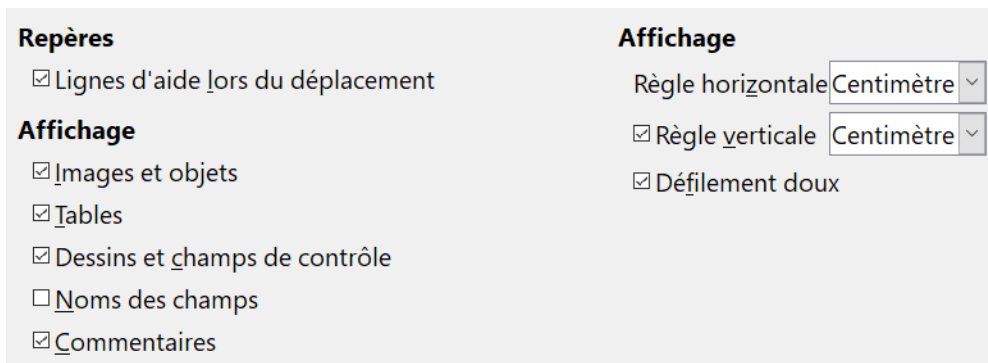 Repères
Lignes d'aide lors du déplacement
Affichage
Images et objets
Tables
Dessins et champs de contrôle
Noms des champs
Commentaires
Affichage
Règle horizontale Centimètre
Règle verticale Centimètre
Défilement doux